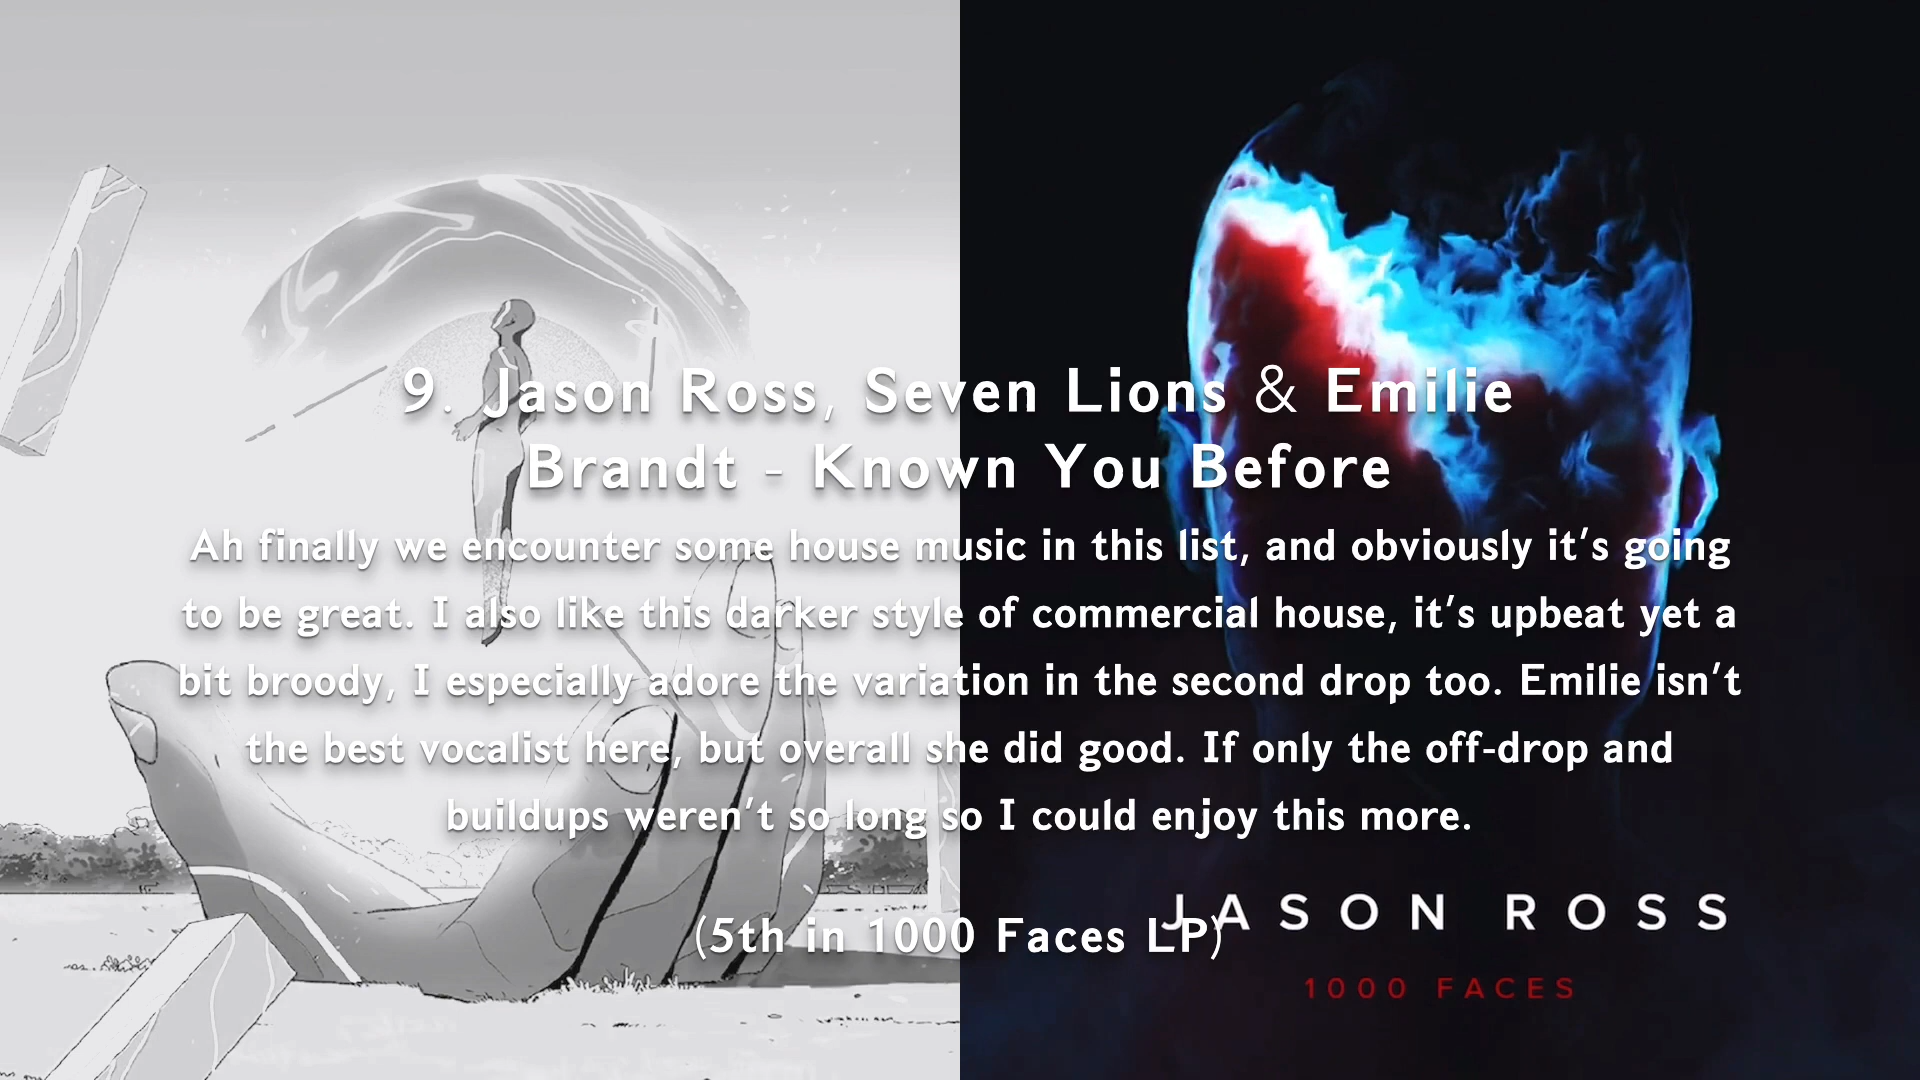 9. Jason Ross, Seven Lions & Emilie
Brandt - Known You Before
Ah finally we encounter some house music in this list, and obviously it's going
to be great. I also like this darker style of commercial house, it's upbeat yet a
bit broody, I especially adore the variation in the second drop too. Emilie isn't
the best vocalist here, but overall she did good. If only the off-drop and
buildups weren't so long so I could enjoy this more.
(5th in 1000 Faces LP)
JASON ROSS
1000 FACES